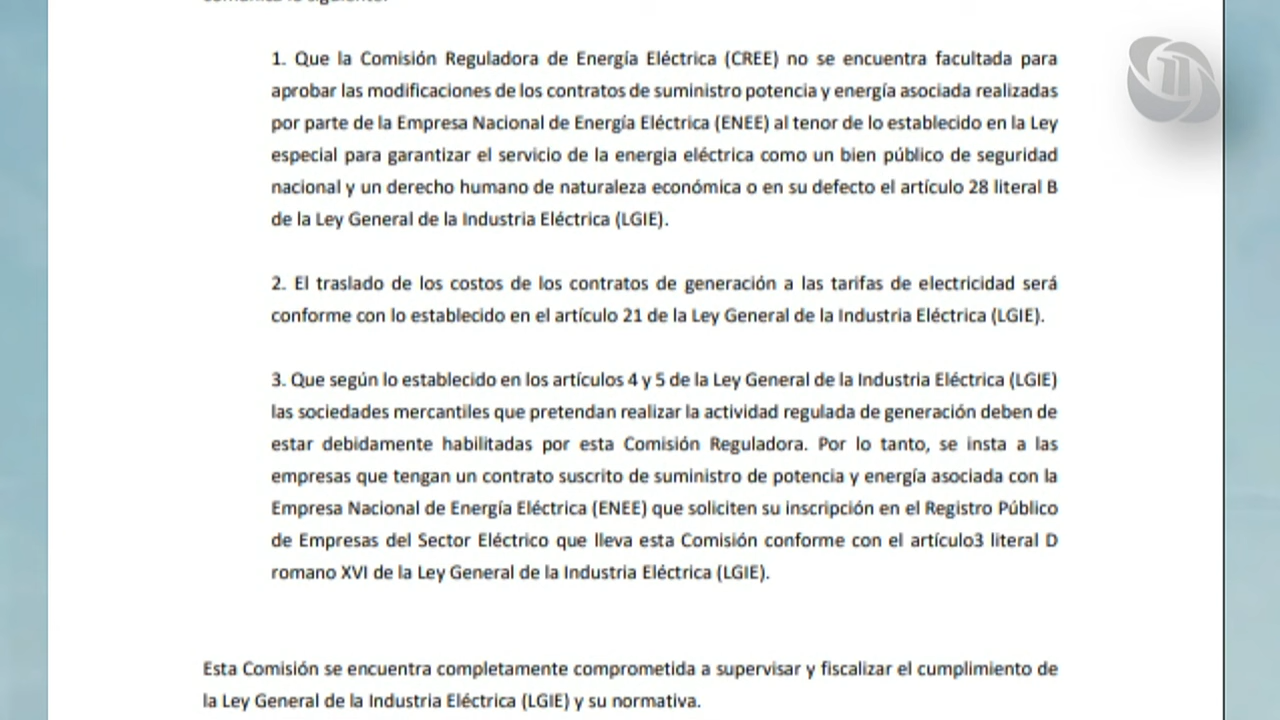 1. Que la Comisión Reguladora de Energía Eléctrica (CREE) no se encuentra facultada para
aprobar las modificaciones de los contratos de suministro potencia y energía asociada realizadas
por parte de la Empresa Nacional de Energía Eléctrica (ENEE) al tenor de lo establecido en la Ley
especial para garantizar el servicio de la energia eléctrica como un bien público de seguridad
nacional y un derecho humano de naturaleza económica o en su defecto el artículo 28 literal B
de la Ley General de la Industria Eléctrica (LGIE).
2. El traslado de los costos de los contratos de generación a las tarifas de electricidad será
conforme con lo establecido en el artículo 21 de la Ley General de la Industria Eléctrica (LGIE).
3. Que según lo establecido en los artículos 4 y 5 de la Ley General de la Industria Eléctrica (LGIE)
las sociedades mercantiles que pretendan realizar la actividad regulada de generación deben de
estar debidamente habilitadas por esta Comisión Reguladora. Por lo tanto, se insta a las
empresas que tengan un contrato suscrito de suministro de potencia y energía asociada con la
Empresa Nacional de Energía Eléctrica (ENEE) que soliciten su inscripción en el Registro Público
de Empresas del Sector Eléctrico que lleva esta Comisión conforme con el artículo3 literal D
romano XVI de la Ley General de la Industria Eléctrica (LGIE).
Esta Comisión se encuentra completamente comprometida a supervisar y fiscalizar el cumplimiento de
la Ley General de la Industria Eléctrica (LGIE) y su normativa.
11